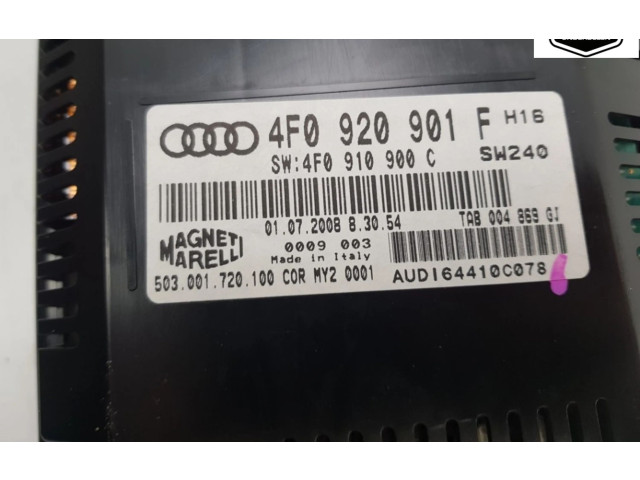 4F0 920 901 F H16
SW:4F0 910 900 C SW240
01.07.2008 8.30.54 TAB 004 869 GJ
MAGNETI MARELLI
0009 003
Made in Italy
503.001.720.100 COR MY2 0001 AUDI64410C078